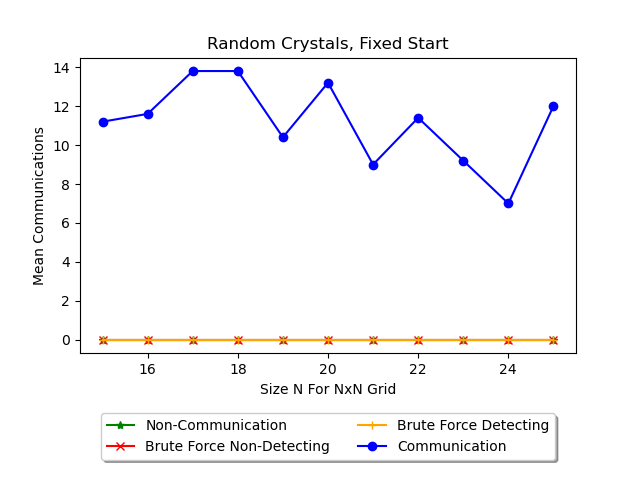 Random Crystals, Fixed Start
Mean Communications
14
12
10
8
6
4
2
0
16 18 20 22 24
Size N For NxN Grid
Non-Communication Brute Force Detecting
Brute Force Non-Detecting Communication